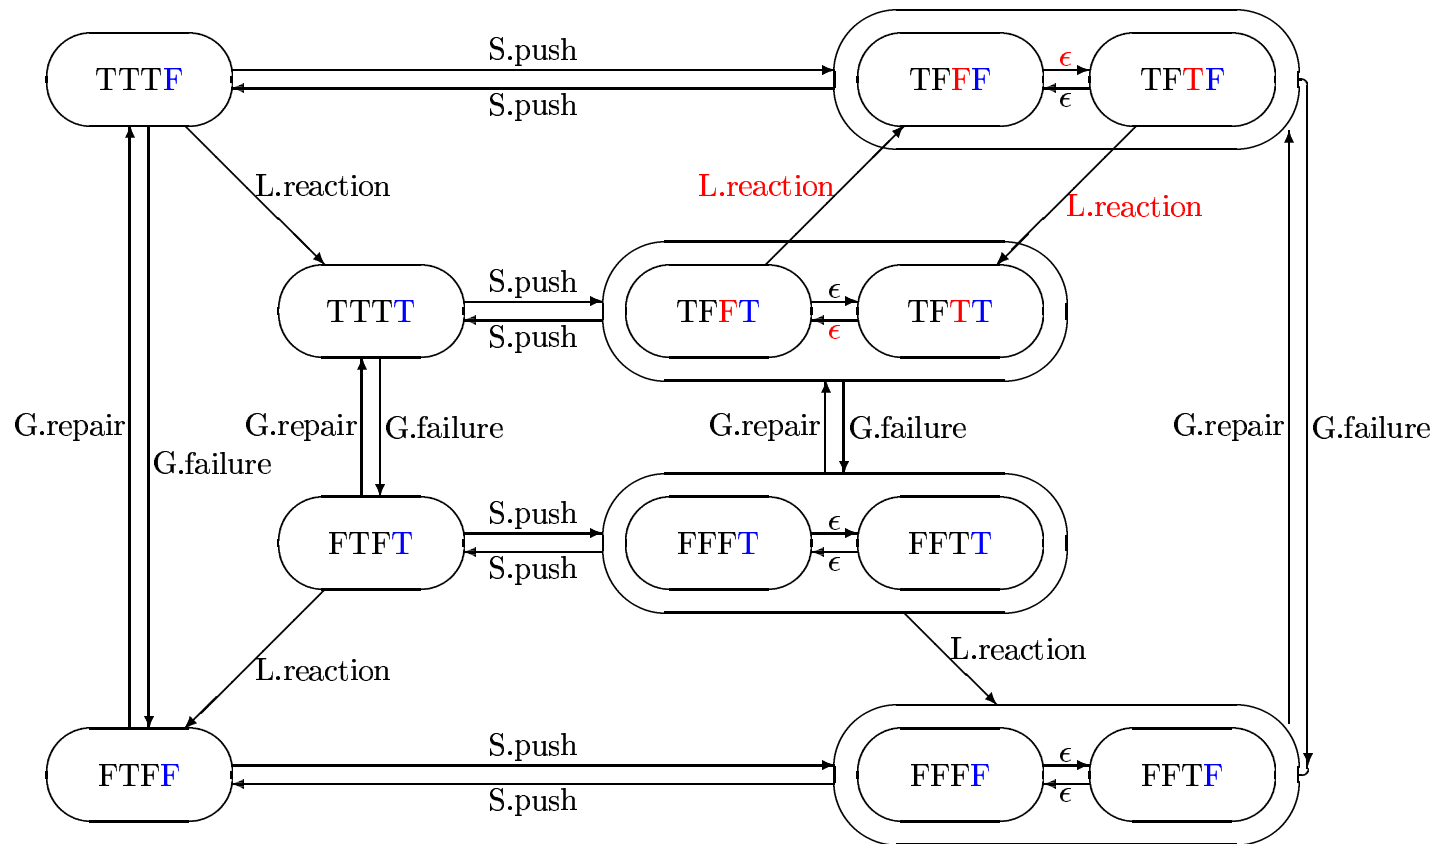 S.push
ϵ
TTTF
TFFF
TFTF
S.push
ϵ
L.reaction
L.reaction
L.reaction
S.push
ϵ
TTTT
TFFT
TFTT
S.push
ϵ
G.repair
G.failure
G.repair
G.failure
G.repair
G.failure
G.repair
G.failure
S.push
ϵ
FTFT
FFFT
FFTT
S.push
ϵ
L.reaction
L.reaction
S.push
ϵ
FTFF
FFFF
FFTF
S.push
ϵ